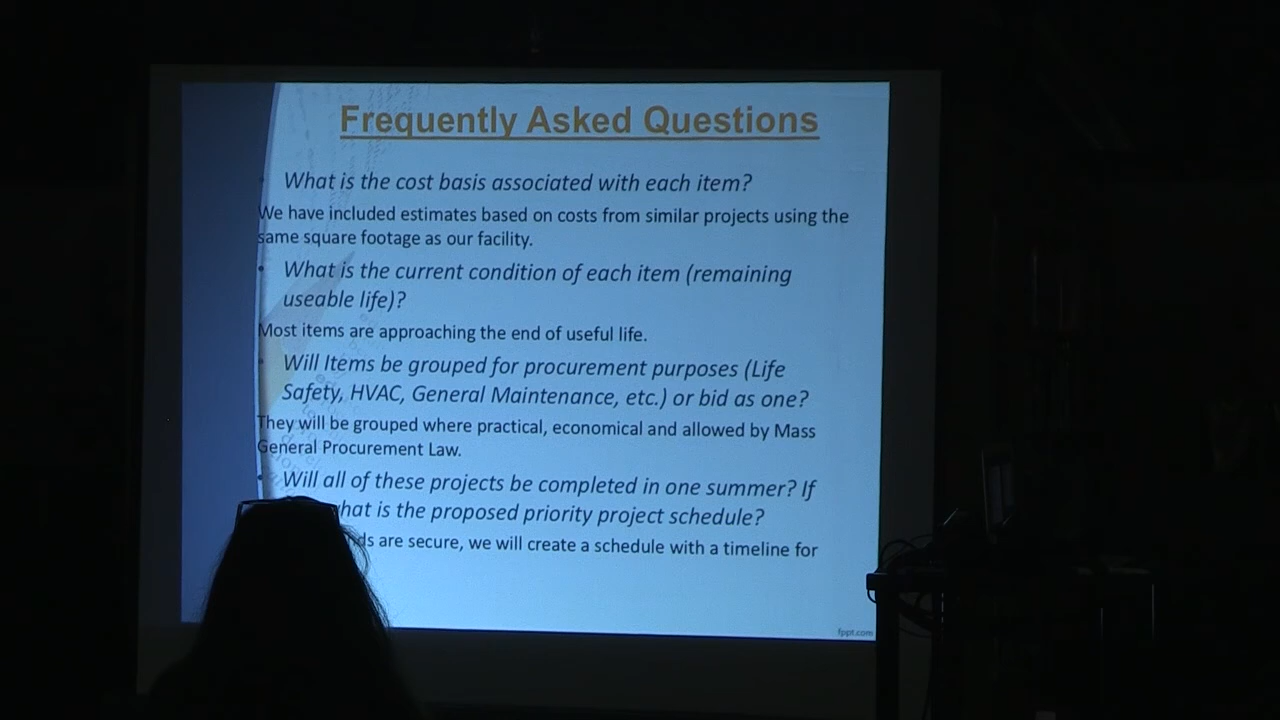 Frequently Asked Questions
• What is the cost basis associated with each item?
We have included estimates based on costs from similar projects using the
same square footage as our facility.
• What is the current condition of each item (remaining
useable life)?
Most items are approaching the end of useful life.
• Will Items be grouped for procurement purposes (Life
Safety, HVAC, General Maintenance, etc.) or bid as one?
They will be grouped where practical, economical and allowed by Mass
General Procurement Law.
• Will all of these projects be completed in one summer? If
is the proposed priority project schedule?
are secure, we will create a schedule with a timeline for
fppt.com